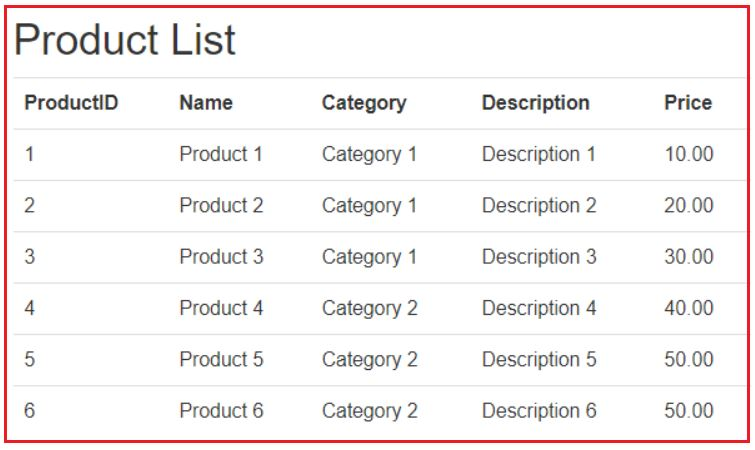 Product List
ProductID Name Category Description Price
1 Product 1 Category 1 Description 1 10.00
2 Product 2 Category 1 Description 2 20.00
3 Product 3 Category 1 Description 3 30.00
4 Product 4 Category 2 Description 4 40.00
5 Product 5 Category 2 Description 5 50.00
6 Product 6 Category 2 Description 6 50.00